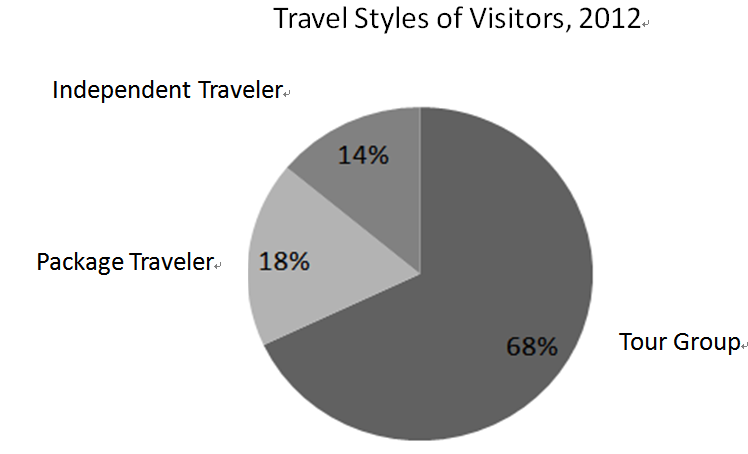 Travel Styles of Visitors, 2012
Independent Traveler
14%
Package Traveler
18%
68%
Tour Group